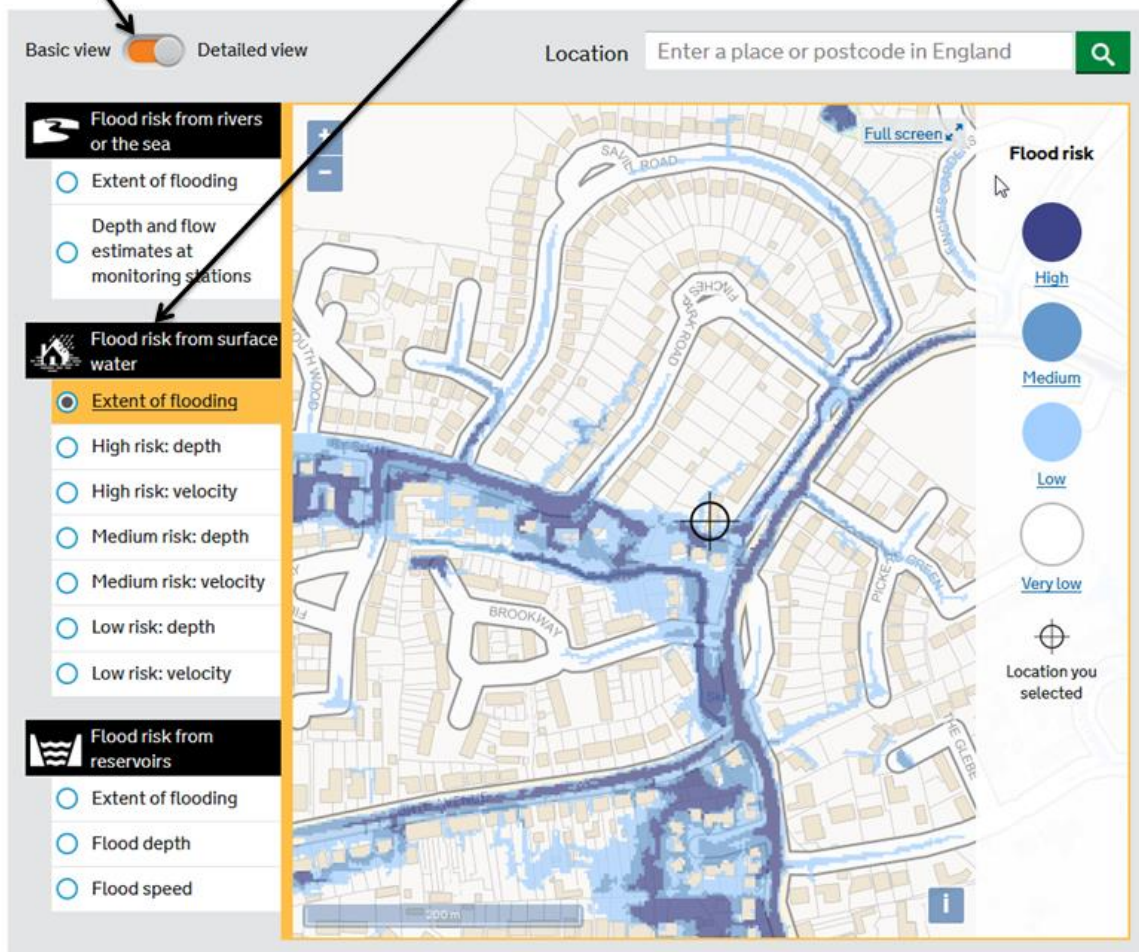 Basic view
Detailed view
Location
Enter a place or postcode in England
Flood risk from rivers
or the sea
Extent of flooding
Depth and flow
estimates at
monitoring stations
Flood risk from surface
water
Extent of flooding
High risk: depth
High risk: velocity
Medium risk: depth
Medium risk: velocity
Low risk: depth
Low risk: velocity
Flood risk from
reservoirs
Extent of flooding
Flood depth
Flood speed
+
-
Full screen
SAVILL ROAD
FINCHES GARDENS
FINCHES
PARK ROAD
BROOKWAY
GREEN
THE GLEBE
200 m
i
Flood risk
High
Medium
Low
Very low
Location you
selected